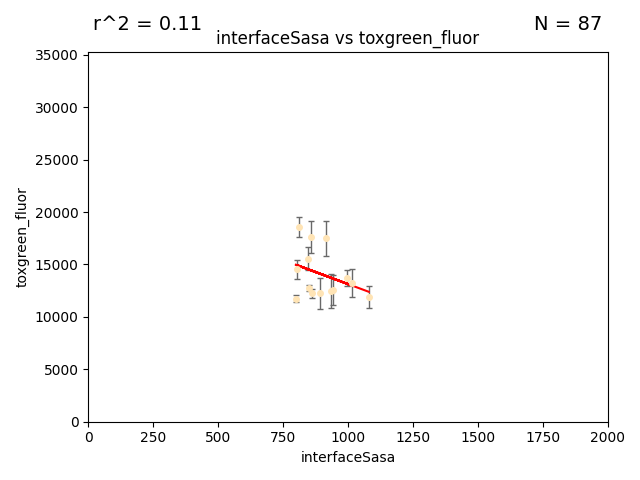 r^2 = 0.11
N = 87
interfaceSasa vs toxgreen_fluor
35000
30000
25000
20000
15000
10000
5000
0
toxgreen_fluor
0 250 500 750 1000 1250 1500 1750 2000
interfaceSasa